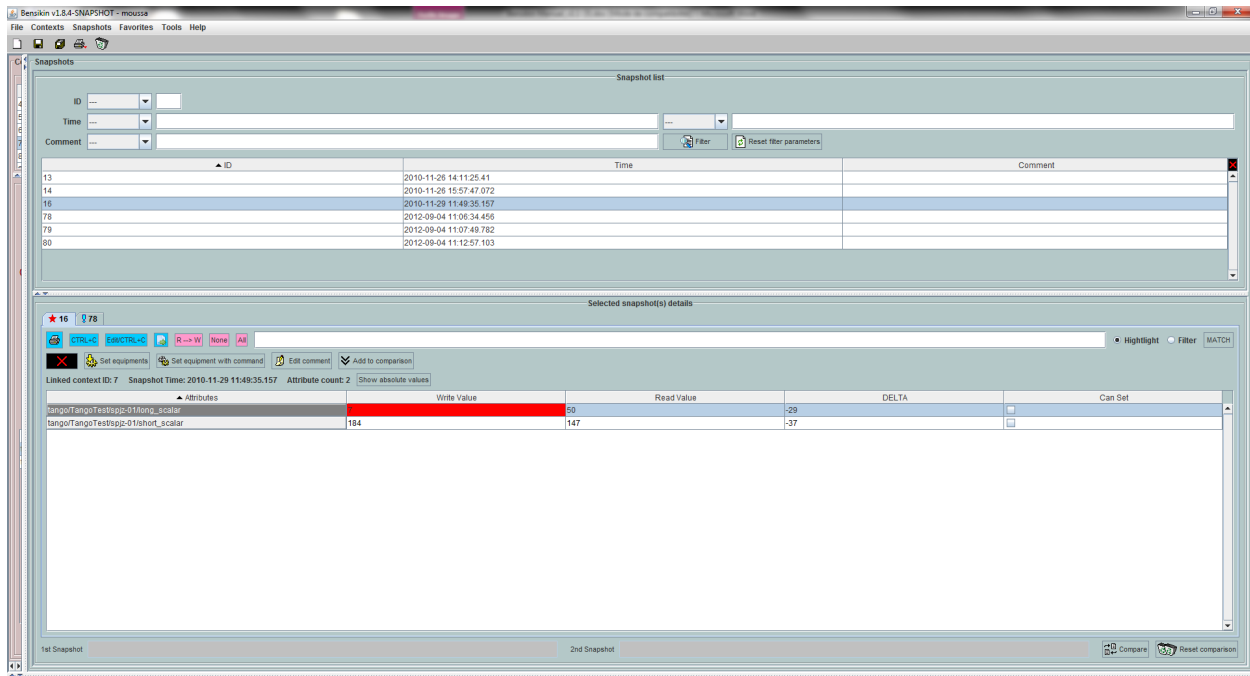 Bensikin v1.8.4-SNAPSHOT - moussa
File Contexts Snapshots Favorites Tools Help
Snapshots
Snapshot list
ID ---
Time --- ---
Comment --- Filter Reset filter parameters
ID Time Comment
13 2010-11-26 14:11:25.41
14 2010-11-26 15:57:47.072
16 2010-11-29 11:49:35.157
78 2012-09-04 11:06:34.456
79 2012-09-04 11:07:49.782
80 2012-09-04 11:12:57.103
Selected snapshot(s) details
16 78
CTRL+C Edit/CTRL+C R --> W None All Hightlight Filter MATCH
Set equipments Set equipment with command Edit comment Add to comparison
Linked context ID: 7 Snapshot Time: 2010-11-29 11:49:35.157 Attribute count: 2 Show absolute values
Attributes Write Value Read Value DELTA Can Set
tango/TangoTest/spjz-01/long_scalar 50 -29
tango/TangoTest/spjz-01/short_scalar 184 147 -37
1st Snapshot 2nd Snapshot Compare Reset comparison